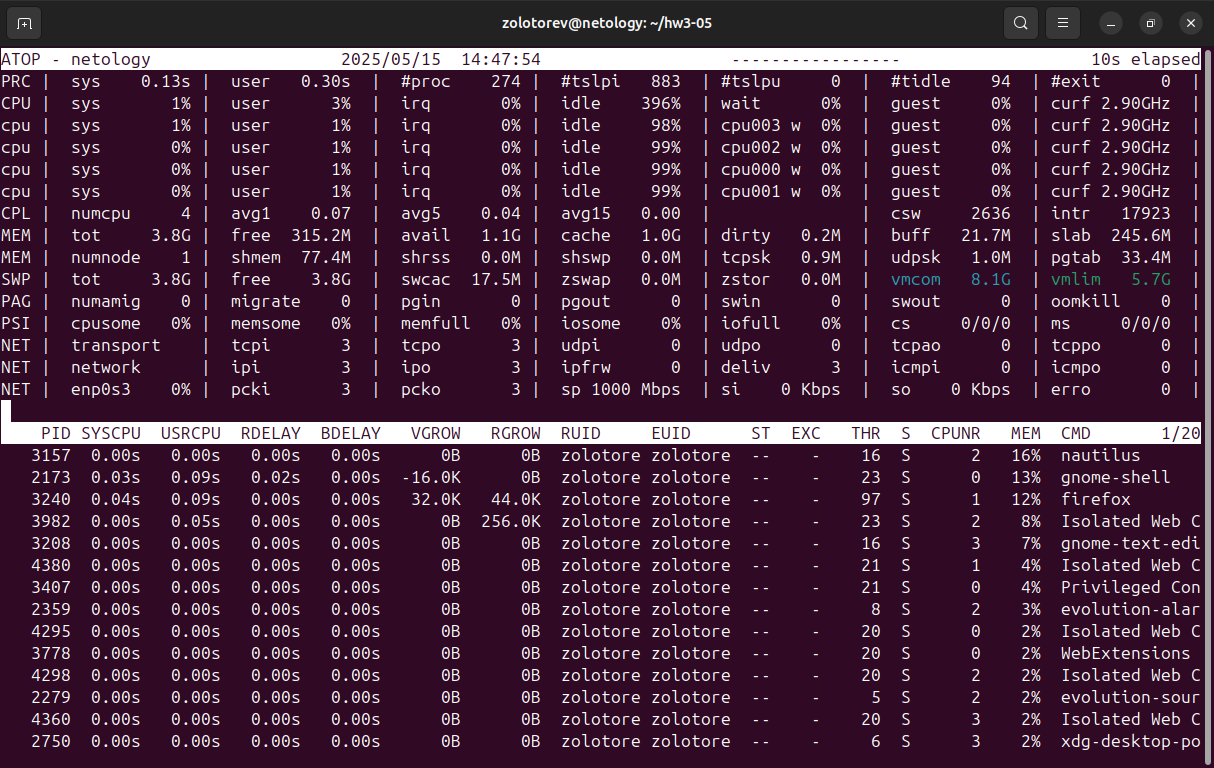 zolotorev@netology: ~/hw3-05
ATOP - netology 2025/05/15 14:47:54 ----------------- 10s elapsed
PRC | sys 0.13s | user 0.30s | #proc 274 | #tslpi 883 | #tslpu 0 | #tidle 94 | #exit 0 |
CPU | sys 1% | user 3% | irq 0% | idle 396% | wait 0% | guest 0% | curf 2.90GHz |
cpu | sys 1% | user 1% | irq 0% | idle 98% | cpu003 w 0% | guest 0% | curf 2.90GHz |
cpu | sys 0% | user 1% | irq 0% | idle 99% | cpu002 w 0% | guest 0% | curf 2.90GHz |
cpu | sys 0% | user 1% | irq 0% | idle 99% | cpu000 w 0% | guest 0% | curf 2.90GHz |
cpu | sys 0% | user 1% | irq 0% | idle 99% | cpu001 w 0% | guest 0% | curf 2.90GHz |
CPL | numcpu 4 | avg1 0.07 | avg5 0.04 | avg15 0.00 | | csw 2636 | intr 17923 |
MEM | tot 3.8G | free 315.2M | avail 1.1G | cache 1.0G | dirty 0.2M | buff 21.7M | slab 245.6M |
MEM | numnode 1 | shmem 77.4M | shrss 0.0M | shswp 0.0M | tcpsk 0.9M | udpsk 1.0M | pgtab 33.4M |
SWP | tot 3.8G | free 3.8G | swcac 17.5M | zswap 0.0M | zstor 0.0M | vmcom 8.1G | vmlim 5.7G |
PAG | numamig 0 | migrate 0 | pgin 0 | pgout 0 | swin 0 | swout 0 | oomkill 0 |
PSI | cpusome 0% | memsome 0% | memfull 0% | iosome 0% | iofull 0% | cs 0/0/0 | ms 0/0/0 |
NET | transport | tcpi 3 | tcpo 3 | udpi 0 | udpo 0 | tcpao 0 | tcppo 0 |
NET | network | ipi 3 | ipo 3 | ipfrw 0 | deliv 3 | icmpi 0 | icmpo 0 |
NET | enp0s3 0% | pcki 3 | pcko 3 | sp 1000 Mbps | si 0 Kbps | so 0 Kbps | erro 0 |
PID SYSCPU USRCPU RDELAY BDELAY VGROW RGROW RUID EUID ST EXC THR S CPUNR MEM CMD 1/20
3157 0.00s 0.00s 0.00s 0.00s 0B 0B zolotore zolotore -- - 16 S 2 16% nautilus
2173 0.03s 0.09s 0.02s 0.00s -16.0K 0B zolotore zolotore -- - 23 S 0 13% gnome-shell
3240 0.04s 0.09s 0.00s 0.00s 32.0K 44.0K zolotore zolotore -- - 97 S 1 12% firefox
3982 0.00s 0.05s 0.00s 0.00s 0B 256.0K zolotore zolotore -- - 23 S 2 8% Isolated Web C
3208 0.00s 0.00s 0.00s 0.00s 0B 0B zolotore zolotore -- - 16 S 3 7% gnome-text-edi
4380 0.00s 0.00s 0.00s 0.00s 0B 0B zolotore zolotore -- - 21 S 1 4% Isolated Web C
3407 0.00s 0.00s 0.00s 0.00s 0B 0B zolotore zolotore -- - 21 S 0 4% Privileged Con
2359 0.00s 0.00s 0.00s 0.00s 0B 0B zolotore zolotore -- - 8 S 2 3% evolution-alar
4295 0.00s 0.00s 0.00s 0.00s 0B 0B zolotore zolotore -- - 20 S 0 2% Isolated Web C
3778 0.00s 0.00s 0.00s 0.00s 0B 0B zolotore zolotore -- - 20 S 0 2% WebExtensions
4298 0.00s 0.00s 0.00s 0.00s 0B 0B zolotore zolotore -- - 20 S 2 2% Isolated Web C
2279 0.00s 0.00s 0.00s 0.00s 0B 0B zolotore zolotore -- - 5 S 2 2% evolution-sour
4360 0.00s 0.00s 0.00s 0.00s 0B 0B zolotore zolotore -- - 20 S 3 2% Isolated Web C
2750 0.00s 0.00s 0.00s 0.00s 0B 0B zolotore zolotore -- - 6 S 3 2% xdg-desktop-po